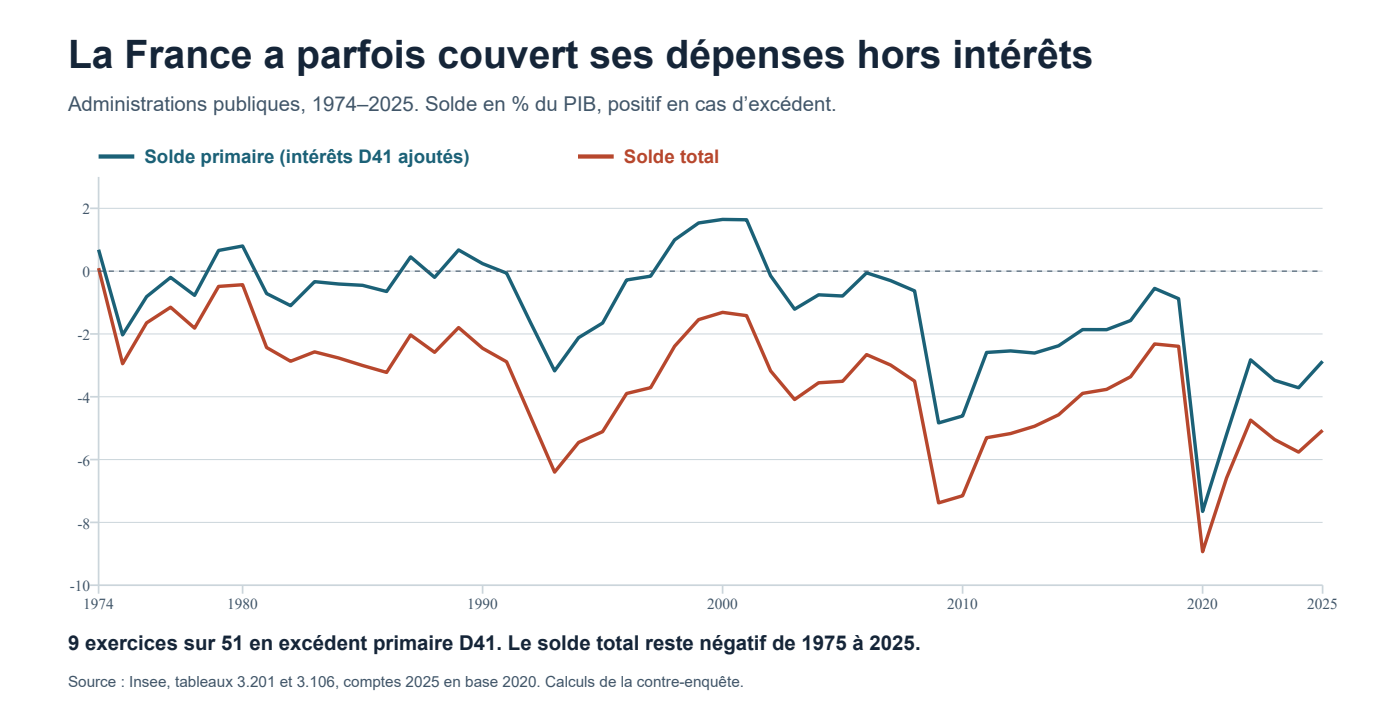 La France a parfois couvert ses dépenses hors intérêts
Administrations publiques, 1974–2025. Solde en % du PIB, positif en cas d’excédent.
Solde primaire (intérêts D41 ajoutés)
Solde total
2
0
-2
-4
-6
-8
-10
1974
1980
1990
2000
2010
2020
2025
9 exercices sur 51 en excédent primaire D41. Le solde total reste négatif de 1975 à 2025.
Source : Insee, tableaux 3.201 et 3.106, comptes 2025 en base 2020. Calculs de la contre-enquête.